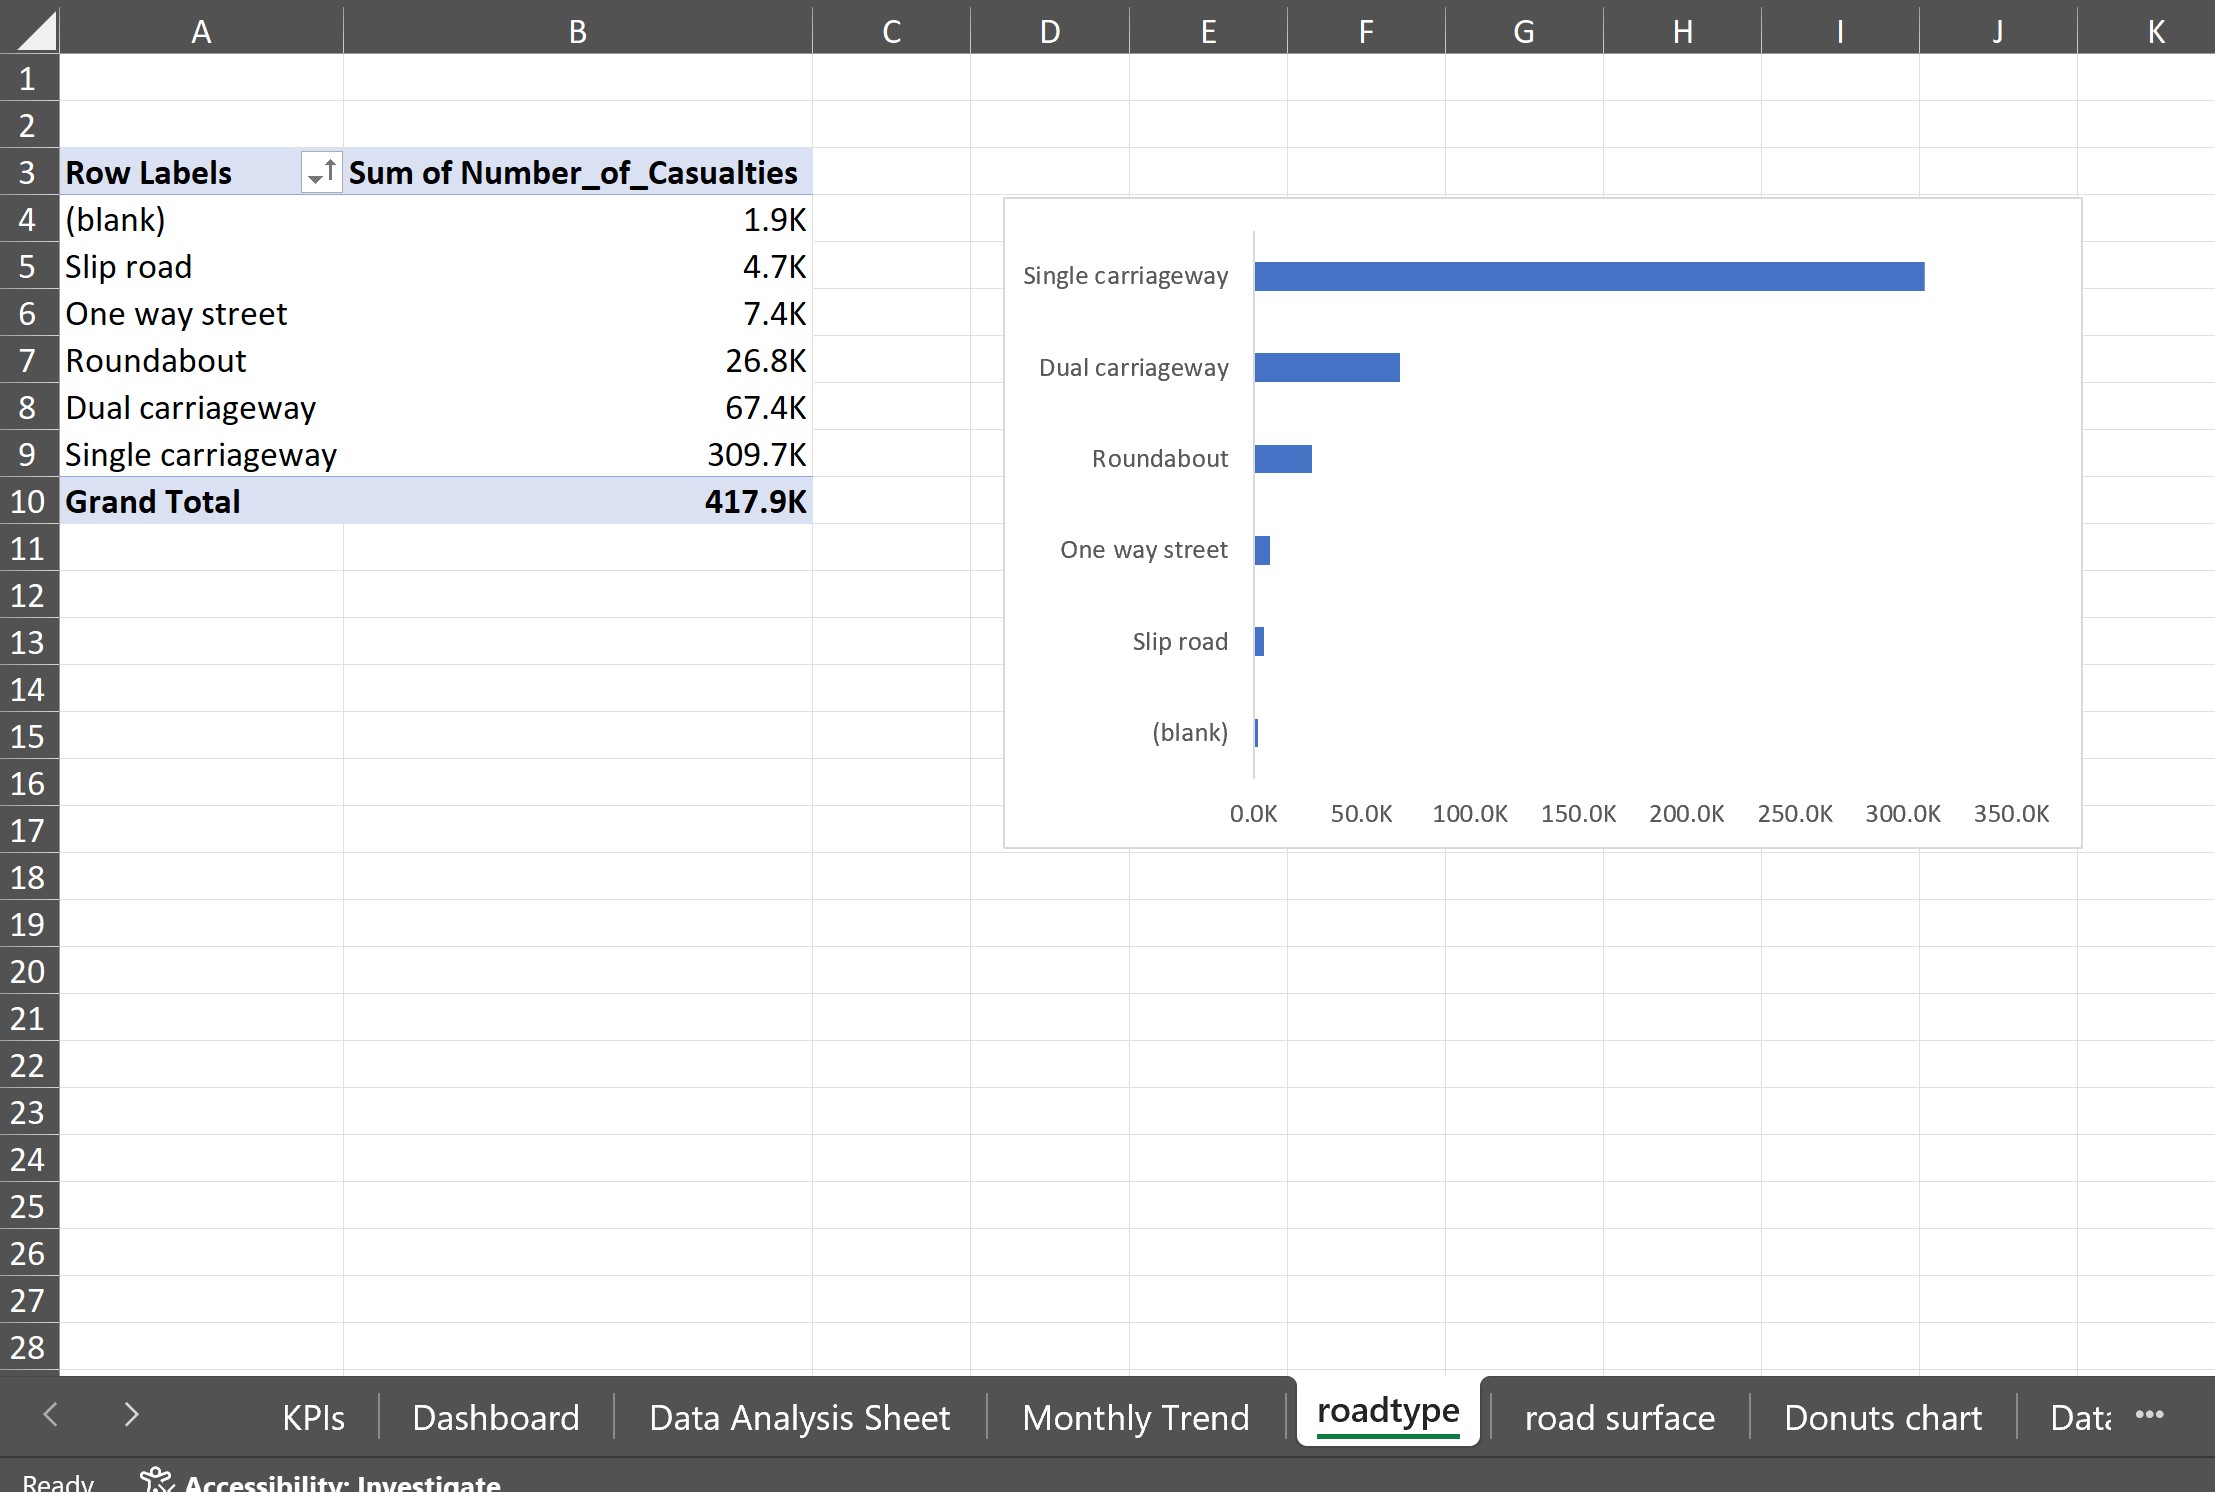 A B C D E F G H I J K
1
2
3 Row Labels Sum of Number_of_Casualties
4 (blank) 1.9K
5 Slip road 4.7K
6 One way street 7.4K
7 Roundabout 26.8K
8 Dual carriageway 67.4K
9 Single carriageway 309.7K
10 Grand Total 417.9K
11
12
13
14
15
16
17
18
19
20
21
22
23
24
25
26
27
28
Single carriageway
Dual carriageway
Roundabout
One way street
Slip road
(blank)
0.0K 50.0K 100.0K 150.0K 200.0K 250.0K 300.0K 350.0K
KPIs Dashboard Data Analysis Sheet Monthly Trend roadtype road surface Donuts chart Data ...
Ready Accessibility: Investigate